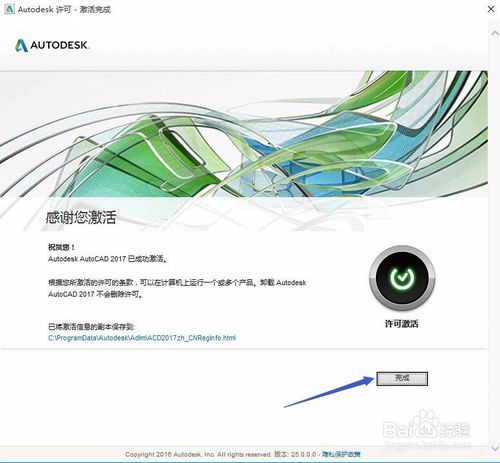 Autodesk 许可 - 激活完成
AUTODESK.
感谢您激活
祝贺您！
Autodesk AutoCAD 2017 已成功激活。
根据您所激活的许可的条款，可以在计算机上运行一个或多个产品。卸载 Autodesk
AutoCAD 2017 不会删除许可。
许可激活
已将激活信息的副本保存到:
C:\ProgramData\Autodesk\Adlm\ACD2017zh_CNRegInfo.html
完成
Baidu 经验
Copyright 2016 Autodesk, Inc. All rights reserved. 版本: 25.0.0.0 - 隐私保护政策